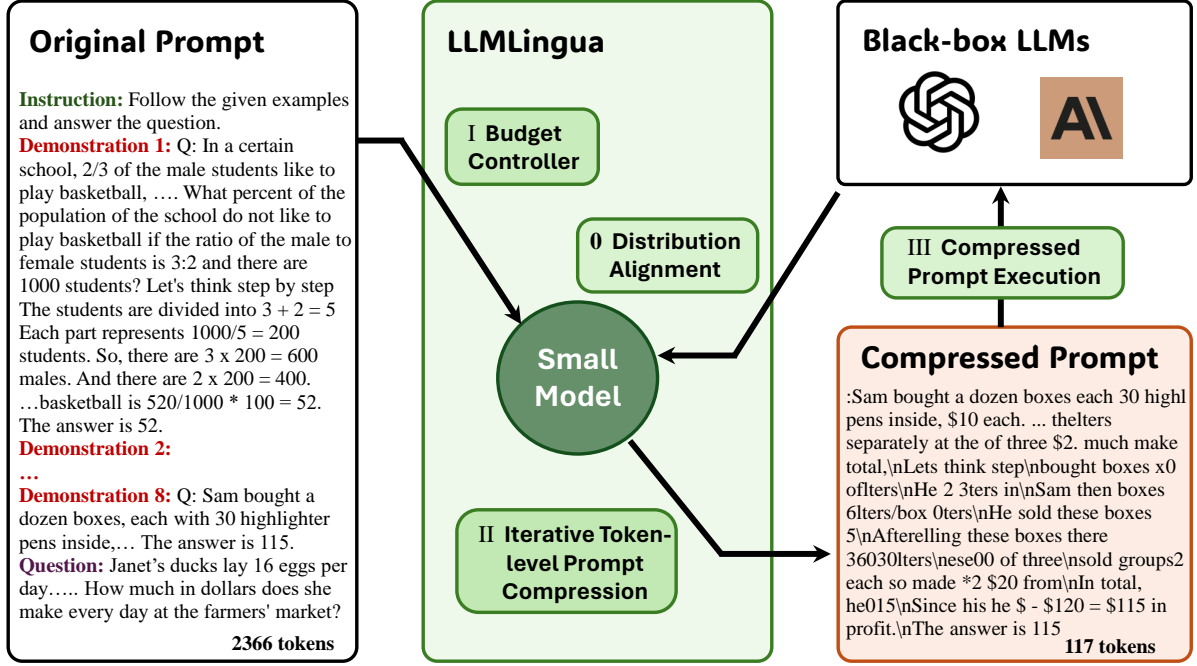 Original Prompt
Instruction: Follow the given examples
and answer the question.
Demonstration 1: Q: In a certain
school, 2/3 of the male students like to
play basketball, …. What percent of the
population of the school do not like to
play basketball if the ratio of the male to
female students is 3:2 and there are
1000 students? Let's think step by step
The students are divided into 3 + 2 = 5
Each part represents 1000/5 = 200
students. So, there are 3 x 200 = 600
males. And there are 2 x 200 = 400.
…basketball is 520/1000 * 100 = 52.
The answer is 52.
Demonstration 2:
…
Demonstration 8: Q: Sam bought a
dozen boxes, each with 30 highlighter
pens inside,… The answer is 115.
Question: Janet's ducks lay 16 eggs per
day….. How much in dollars does she
make every day at the farmers' market?
2366 tokens
LLMLingua
I Budget
Controller
0 Distribution
Alignment
Small
Model
II Iterative Token-
level Prompt
Compression
Black-box LLMs
AI
III Compressed
Prompt Execution
Compressed Prompt
:Sam bought a dozen boxes each 30 highl
pens inside, $10 each. ... thelters
separately at the of three $2. much make
total,\nLets think step\nbought boxes x0
oflters\nHe 2 3ters in\nSam then boxes
6lters/box 0ters\nHe sold these boxes
5\nAfterelling these boxes there
36030lters\nese00 of three\nsold groups2
each so made *2 $20 from\nIn total,
he015\nSince his he $ - $120 = $115 in
profit.\nThe answer is 115
117 tokens